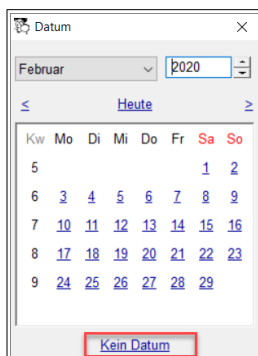 Datum
Februar 2020
< Heute >
Kw Mo Di Mi Do Fr Sa So
5 1 2
6 3 4 5 6 7 8 9
7 10 11 12 13 14 15 16
8 17 18 19 20 21 22 23
9 24 25 26 27 28 29
Kein Datum